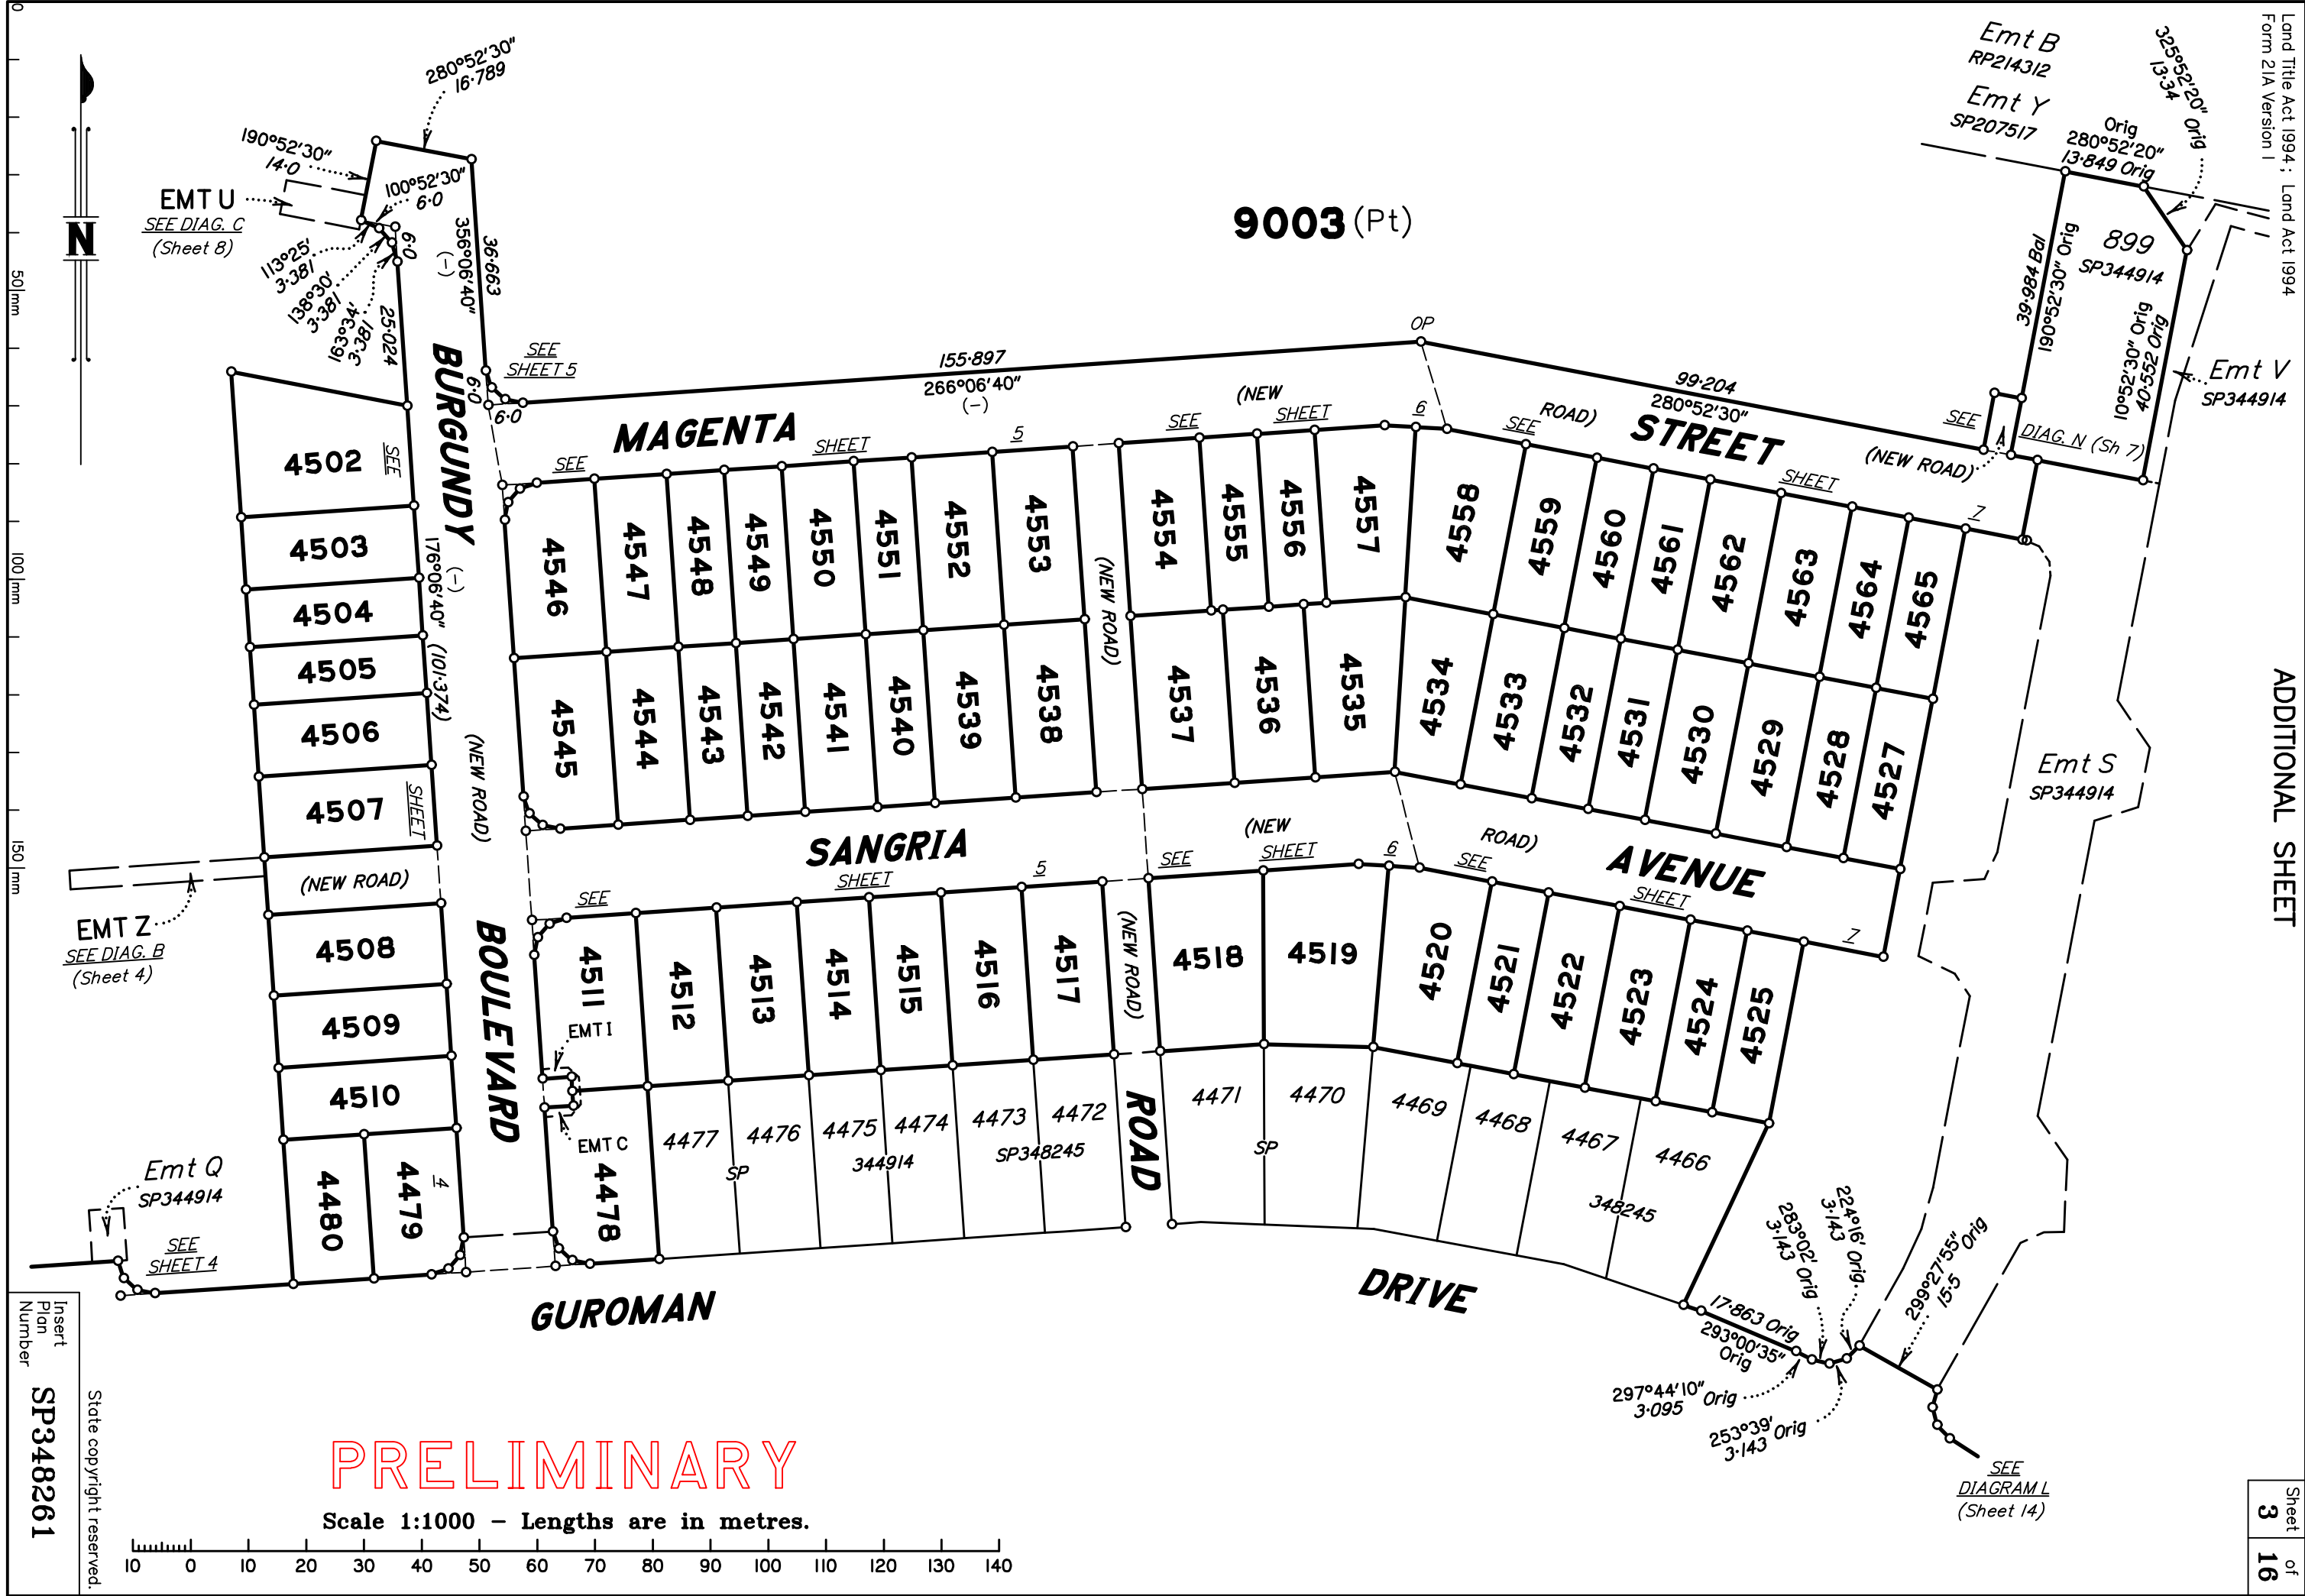 Land Title Act 1994 ; Land Act 1994
Form 21A Version 1
ADDITIONAL SHEET
Sheet
3
of
16
0
50 mm
100 mm
150 mm
N
280°52'30"
16·789
190°52'30"
14·0
EMT U
SEE DIAG. C
(Sheet 8)
100°52'30"
6·0
6·0
113°25'
3·381
138°30'
3·381
163°34'
3·381
25·024
36·663
356°06'40"
(-)
SEE
SHEET 5
6·0
6·0
9003 (Pt)
155·897
266°06'40"
(-)
OP
99·204
280°52'30"
Emt B
RP214312
Emt Y
SP207517
Orig
280°52'20"
13·849 Orig
325°52'20" Orig
13·34
899
SP344914
39·984 Bal
190°52'30" Orig
10°52'30" Orig
40·552 Orig
Emt V
SP344914
SEE
DIAG. N (Sh 7)
(NEW ROAD)
MAGENTA
STREET
(NEW
ROAD)
SEE
SHEET
5
SEE
SHEET
6
SEE
SHEET
7
BURGUNDY
BOULEVARD
(NEW ROAD)
176°06'40"
(-)
(101·374)
SEE
SHEET
4
4502
4503
4504
4505
4506
4507
(NEW ROAD)
4508
4509
4510
4480
4479
EMT Z
SEE DIAG. B
(Sheet 4)
Emt Q
SP344914
SEE
SHEET 4
4546
4547
4548
4549
4550
4551
4552
4553
(NEW ROAD)
4554
4555
4556
4557
4558
4559
4560
4561
4562
4563
4564
4565
4545
4544
4543
4542
4541
4540
4539
4538
4537
4536
4535
4534
4533
4532
4531
4530
4529
4528
4527
Emt S
SP344914
SANGRIA
AVENUE
(NEW
ROAD)
SEE
SHEET
5
SEE
SHEET
6
SEE
SHEET
7
4511
4512
4513
4514
4515
4516
4517
(NEW ROAD)
4518
4519
4520
4521
4522
4523
4524
4525
EMT I
EMT C
4478
4477
4476
4475
4474
4473
4472
SP
344914
SP348245
ROAD
4471
4470
4469
4468
4467
4466
SP
348245
GUROMAN
DRIVE
17·863 Orig
293°00'35"
Orig
297°44'10" Orig
3·095
253°39' Orig
3·143
283°02' Orig
3·143
224°16' Orig
3·143
299°27'55" Orig
15·5
SEE
DIAGRAM L
(Sheet 14)
PRELIMINARY
Scale 1:1000 – Lengths are in metres.
10 0 10 20 30 40 50 60 70 80 90 100 110 120 130 140
State copyright reserved.
Insert
Plan
Number
SP348261